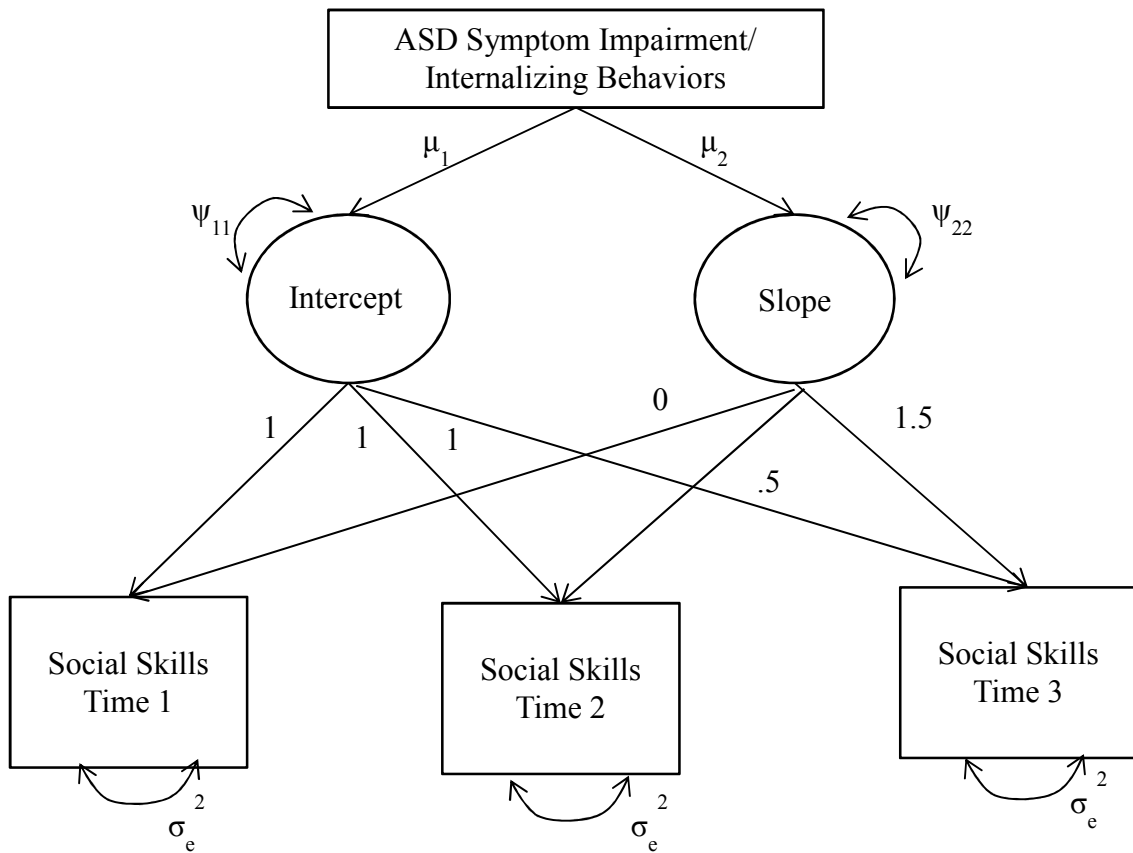 ASD Symptom Impairment/
Internalizing Behaviors
μ₁
μ₂
ψ₁₁
ψ₂₂
Intercept
Slope
1
1
1
0
1.5
.5
Social Skills
Time 1
Social Skills
Time 2
Social Skills
Time 3
σₑ²
σₑ²
σₑ²